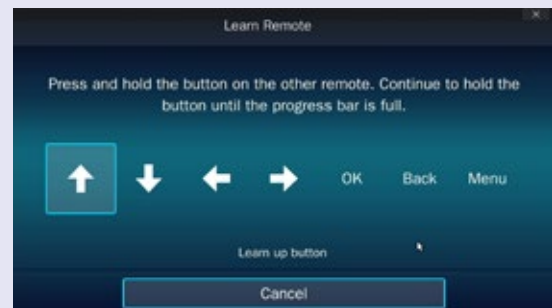 Learn Remote
Press and hold the button on the other remote. Continue to hold the
button until the progress bar is full.
OK Back Menu
Learn up button
Cancel